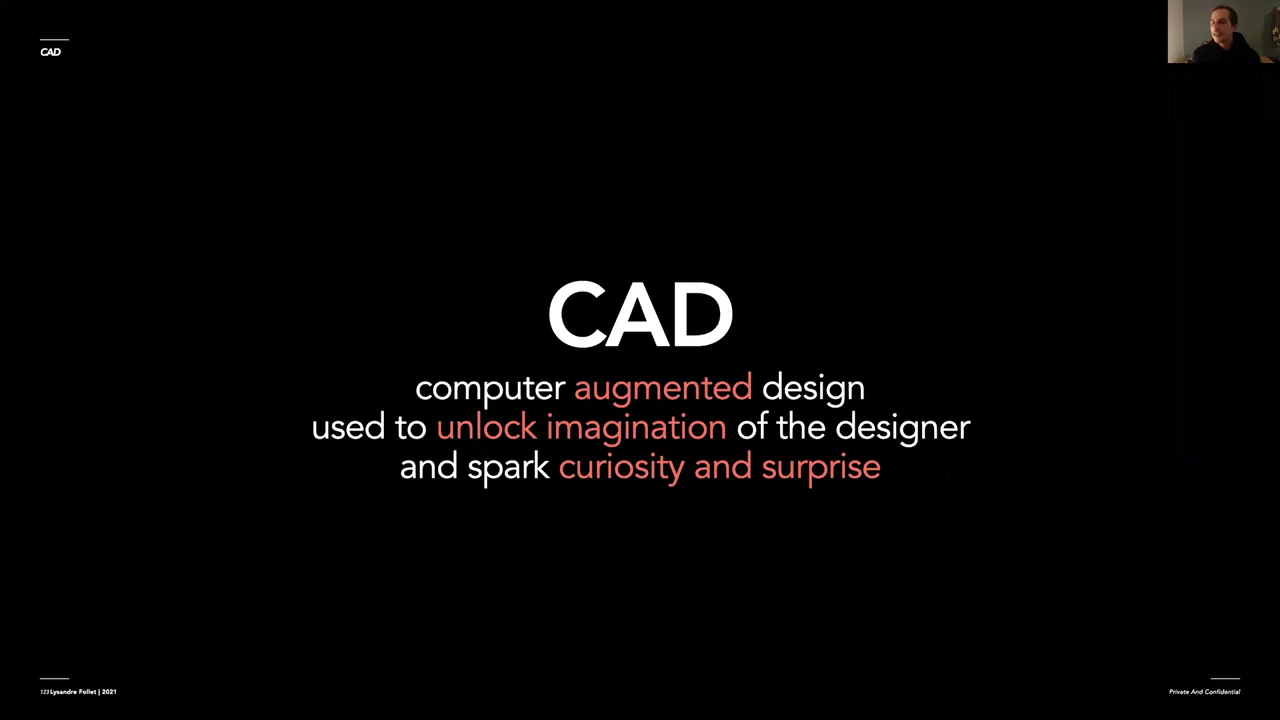 CAD
CAD
computer augmented design
used to unlock imagination of the designer
and spark curiosity and surprise
123 Lysandre Follet | 2021
Private And Confidential